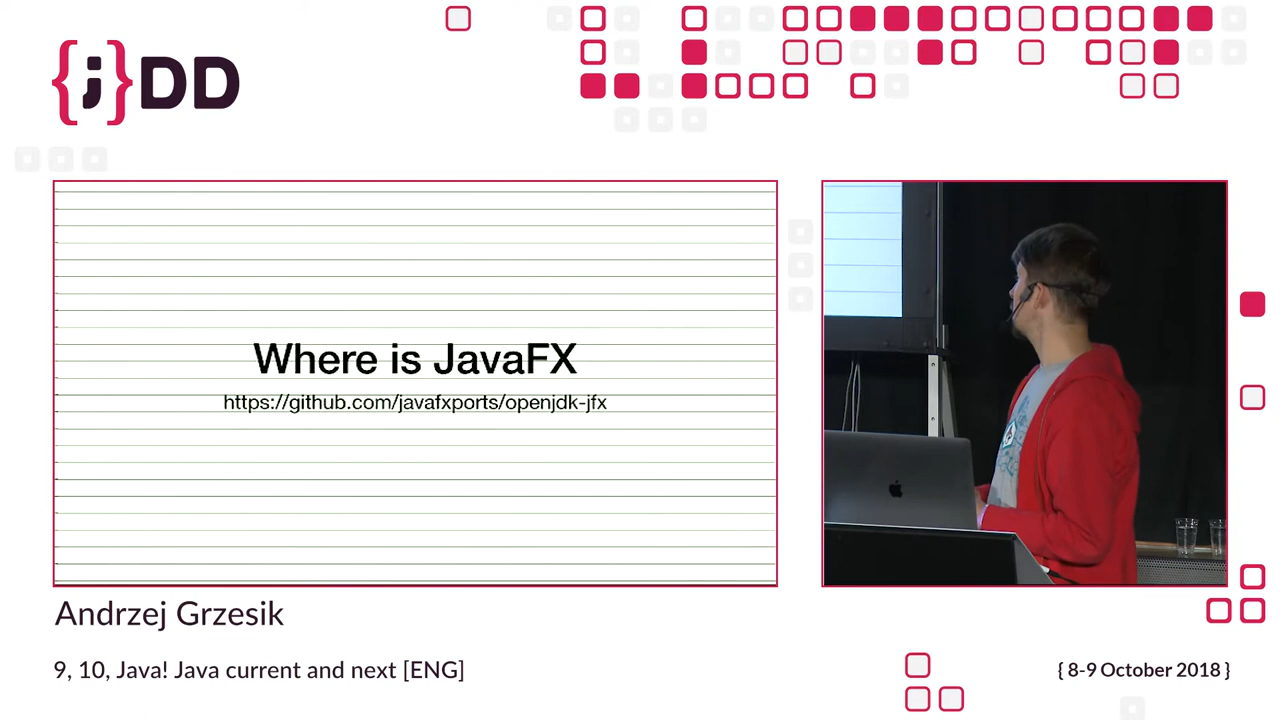 {j}DD
Where is JavaFX
https://github.com/javafxports/openjdk-jfx
Andrzej Grzesik
9, 10, Java! Java current and next [ENG]
{ 8-9 October 2018 }